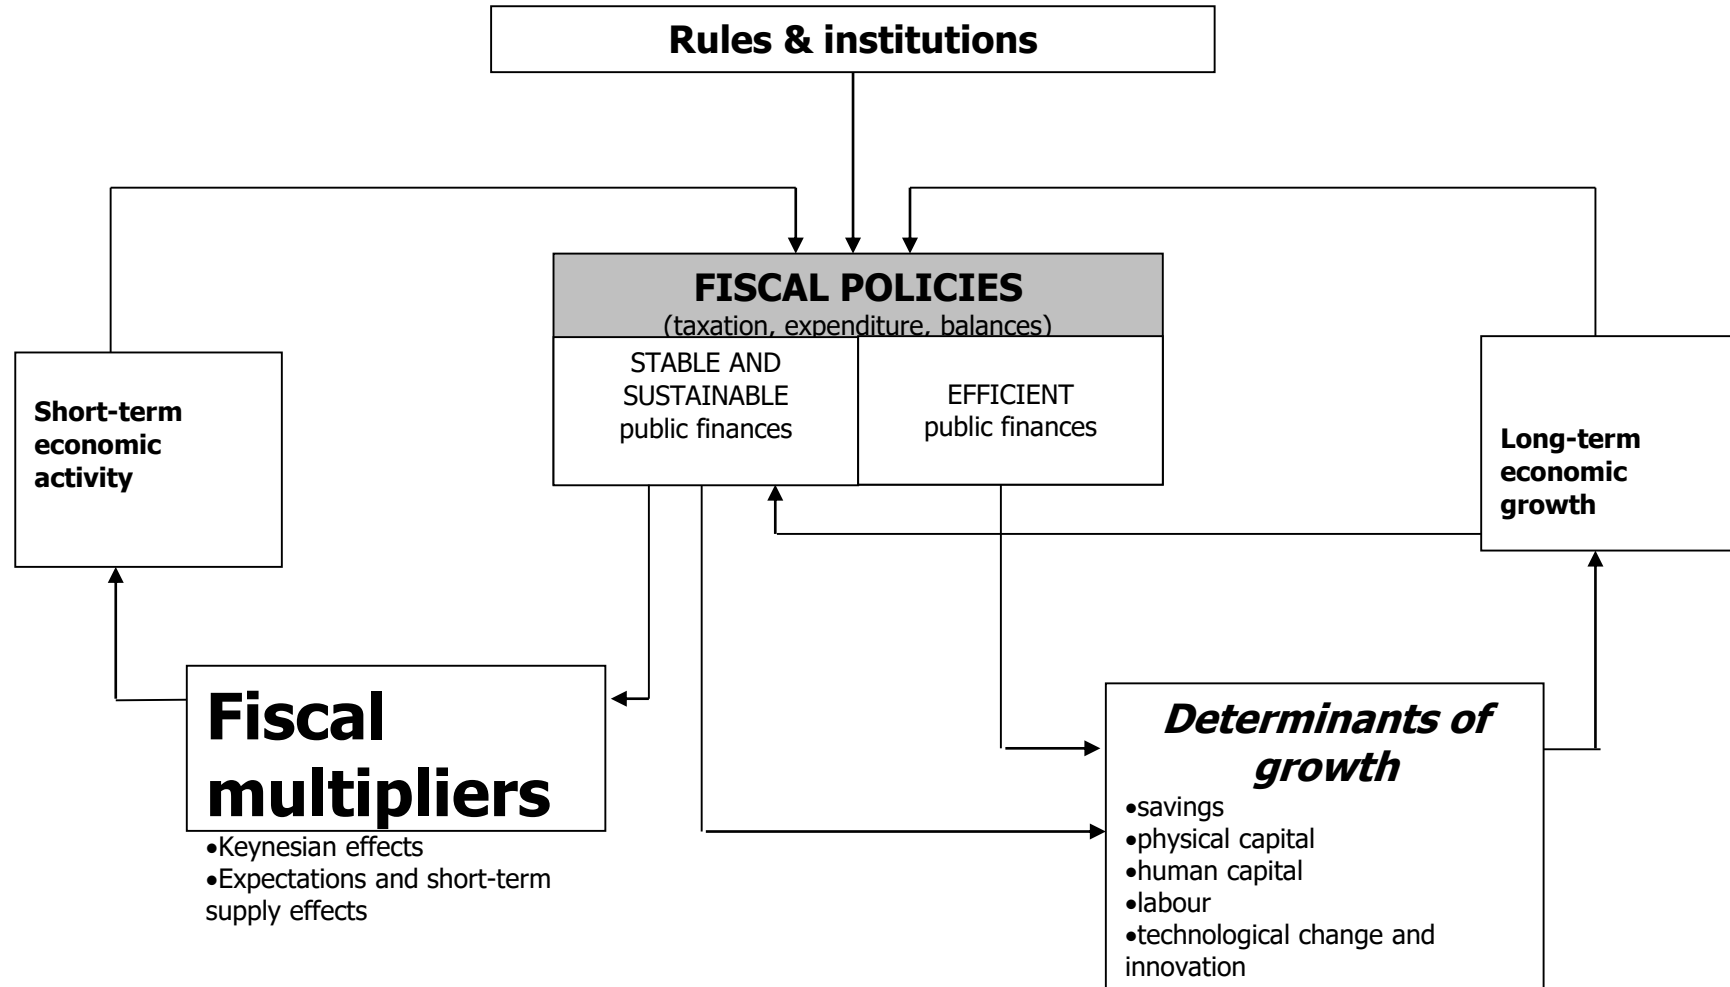 Rules & institutions
FISCAL POLICIES
(taxation, expenditure, balances)
STABLE AND
SUSTAINABLE
public finances
EFFICIENT
public finances
Short-term
economic
activity
Long-term
economic
growth
Fiscal
multipliers
•Keynesian effects
•Expectations and short-term
supply effects
Determinants of
growth
•savings
•physical capital
•human capital
•labour
•technological change and
innovation